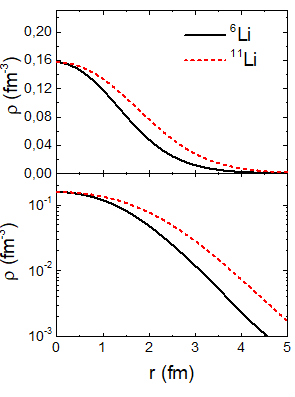 0,20
0,16
0,12
0,08
0,04
0,00
ρ (fm⁻³)
⁶Li
¹¹Li
10⁻¹
10⁻²
10⁻³
ρ (fm⁻³)
0 1 2 3 4 5
r (fm)